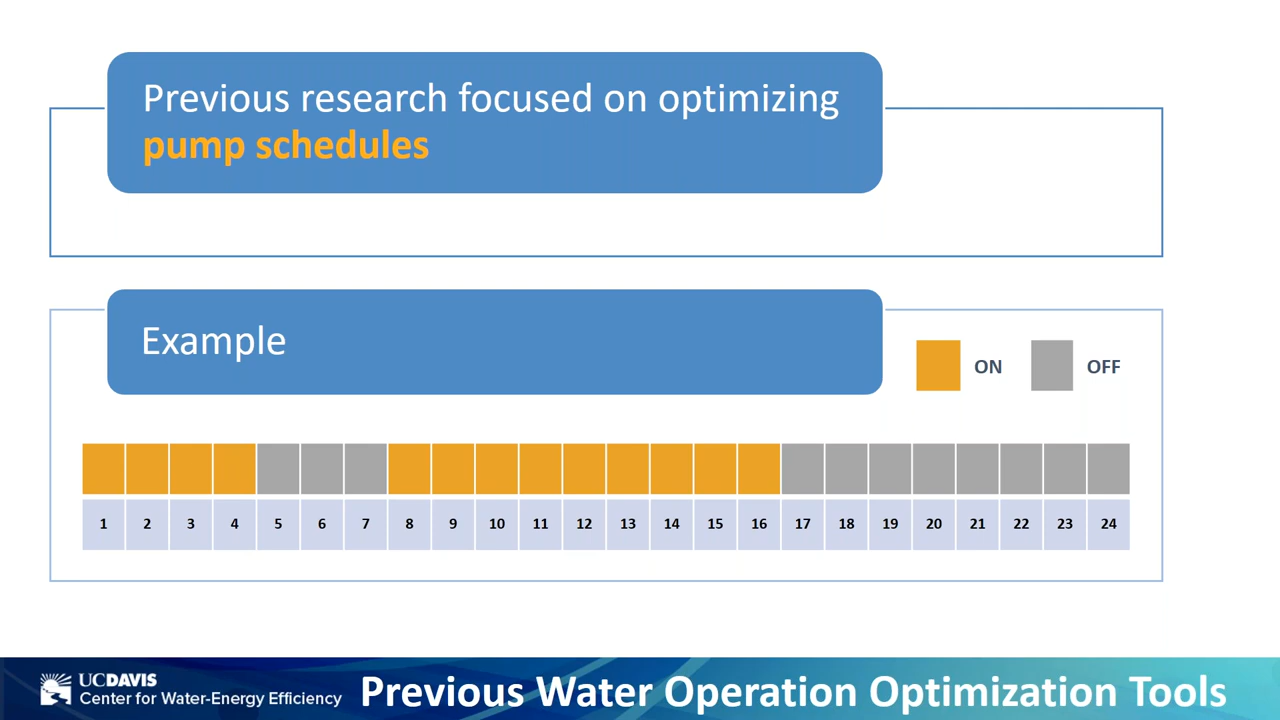 Previous research focused on optimizing
pump schedules
Example
ON OFF
1 2 3 4 5 6 7 8 9 10 11 12 13 14 15 16 17 18 19 20 21 22 23 24
UCDAVIS
Center for Water-Energy Efficiency
Previous Water Operation Optimization Tools